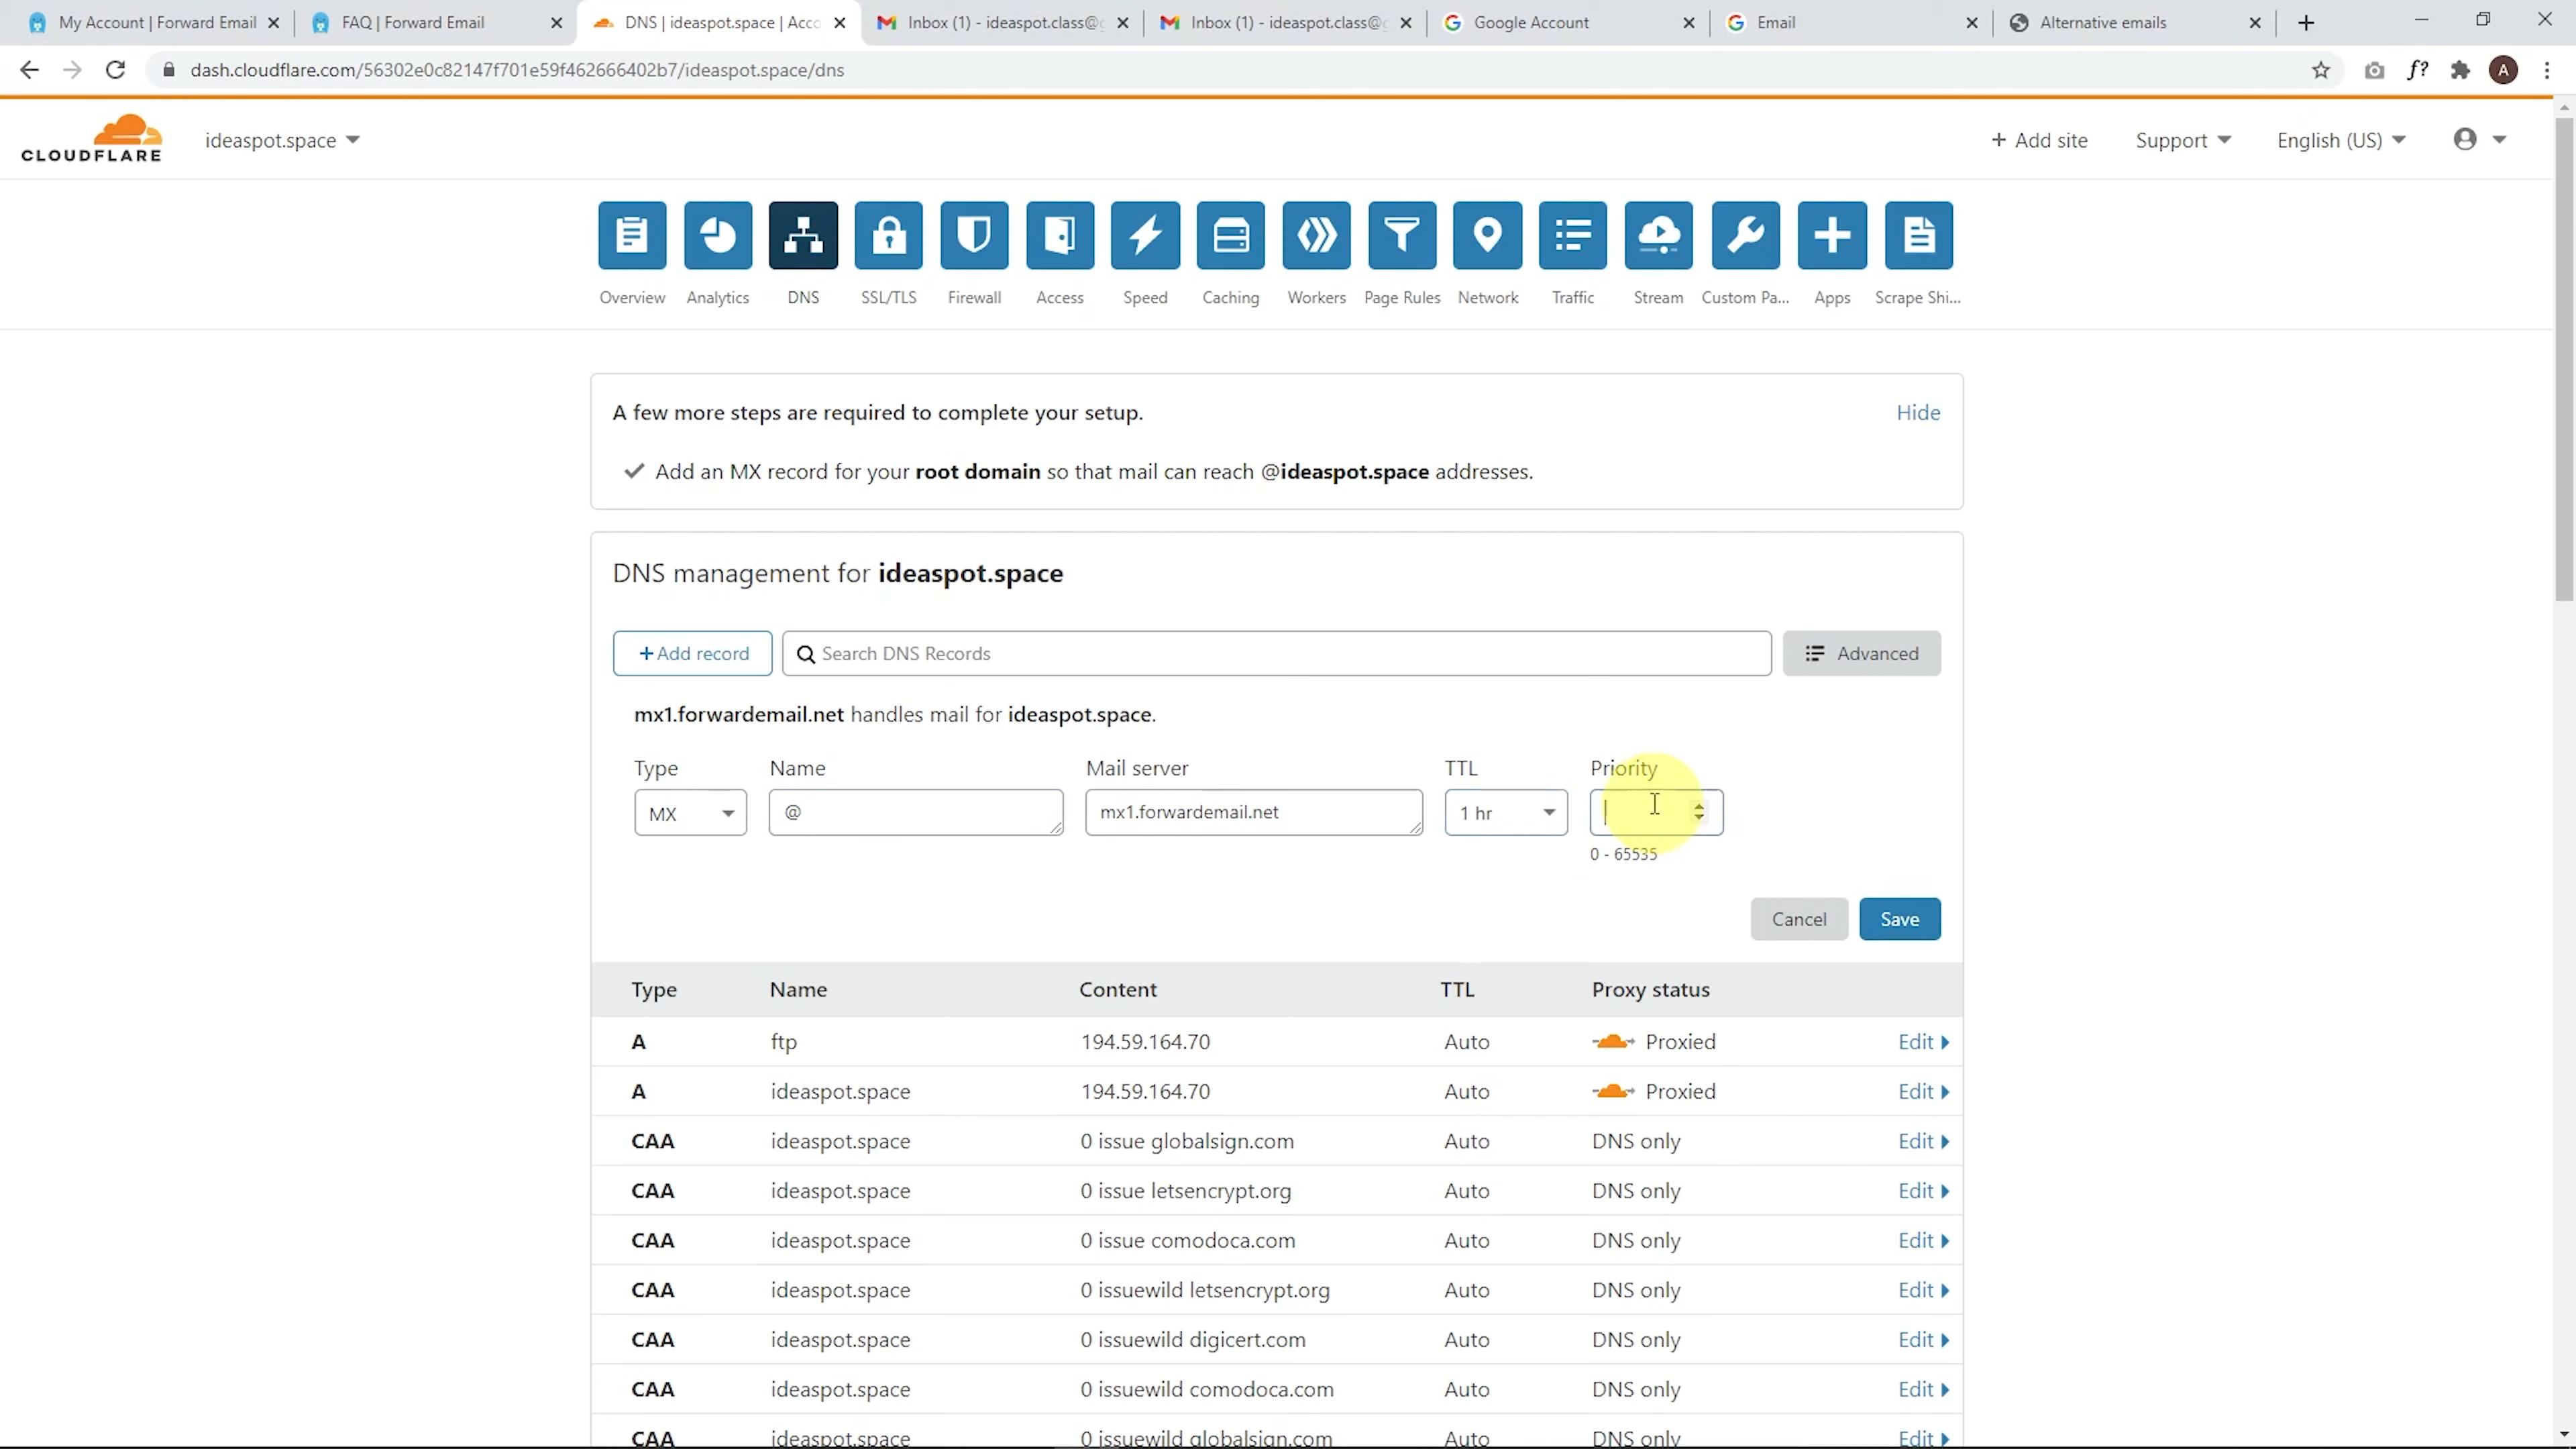 My Account | Forward Email
FAQ | Forward Email
DNS | ideaspot.space | Acco
Inbox (1) - ideaspot.class@g
Inbox (1) - ideaspot.class@g
Google Account
Email
Alternative emails
dash.cloudflare.com/56302e0c82147f701e59f462666402b7/ideaspot.space/dns
f?
A
CLOUDFLARE
ideaspot.space
+ Add site
Support
English (US)
Overview
Analytics
DNS
SSL/TLS
Firewall
Access
Speed
Caching
Workers
Page Rules
Network
Traffic
Stream
Custom Pa...
Apps
Scrape Shi...
A few more steps are required to complete your setup.
Hide
Add an MX record for your root domain so that mail can reach @ideaspot.space addresses.
DNS management for ideaspot.space
+Add record
Search DNS Records
Advanced
mx1.forwardemail.net handles mail for ideaspot.space.
Type Name Mail server TTL Priority
MX @ mx1.forwardemail.net 1 hr
0 - 65535
Cancel
Save
Type Name Content TTL Proxy status
A ftp 194.59.164.70 Auto Proxied Edit
A ideaspot.space 194.59.164.70 Auto Proxied Edit
CAA ideaspot.space 0 issue globalsign.com Auto DNS only Edit
CAA ideaspot.space 0 issue letsencrypt.org Auto DNS only Edit
CAA ideaspot.space 0 issue comodoca.com Auto DNS only Edit
CAA ideaspot.space 0 issuewild letsencrypt.org Auto DNS only Edit
CAA ideaspot.space 0 issuewild digicert.com Auto DNS only Edit
CAA ideaspot.space 0 issuewild comodoca.com Auto DNS only Edit
CAA ideaspot.space 0 issuewild globalsign.com Auto DNS only Edit